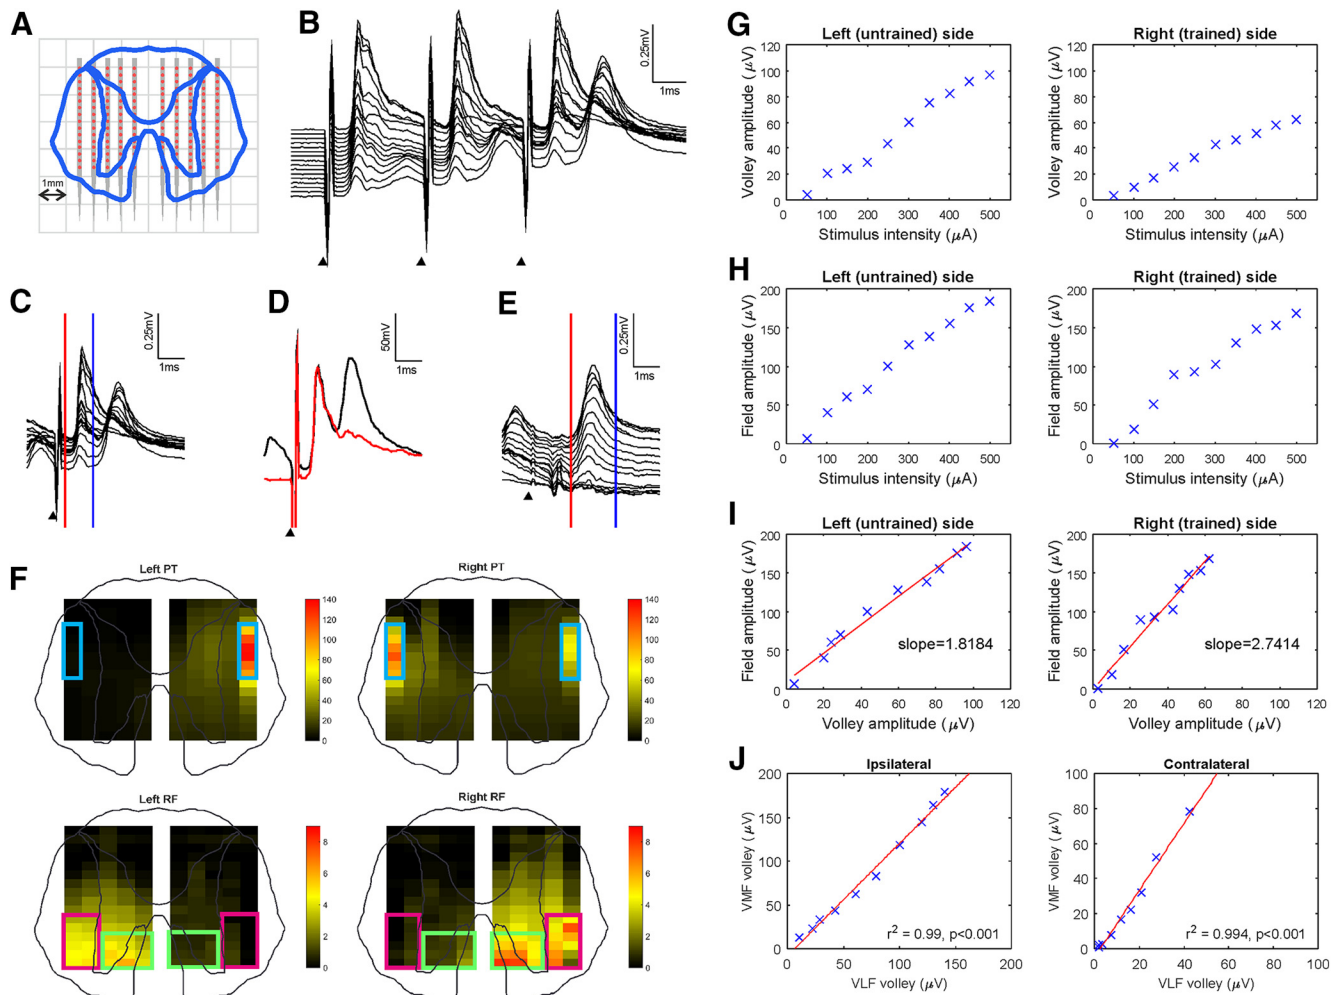 A
1mm
B
0.25mV
1ms
C
0.25mV
1ms
D
50mV
1ms
E
0.25mV
1ms
F
Left PT
140
120
100
80
60
40
20
0
Right PT
140
120
100
80
60
40
20
0
Left RF
8
6
4
2
0
Right RF
8
6
4
2
0
G
Left (untrained) side
Volley amplitude (μV)
120
100
80
60
40
20
0
0 100 200 300 400 500
Stimulus intensity (μA)
Right (trained) side
Volley amplitude (μV)
120
100
80
60
40
20
0
0 100 200 300 400 500
Stimulus intensity (μA)
H
Left (untrained) side
Field amplitude (μV)
200
150
100
50
0
0 100 200 300 400 500
Stimulus intensity (μA)
Right (trained) side
Field amplitude (μV)
200
150
100
50
0
0 100 200 300 400 500
Stimulus intensity (μA)
I
Left (untrained) side
Field amplitude (μV)
200
150
100
50
0
slope=1.8184
0 20 40 60 80 100 120
Volley amplitude (μV)
Right (trained) side
Field amplitude (μV)
200
150
100
50
0
slope=2.7414
0 20 40 60 80 100 120
Volley amplitude (μV)
J
Ipsilateral
VMF volley (μV)
200
150
100
50
0
r² = 0.99, p<0.001
0 50 100 150 200
VLF volley (μV)
Contralateral
VMF volley (μV)
100
80
60
40
20
0
r² = 0.994, p<0.001
0 20 40 60 80 100
VLF volley (μV)